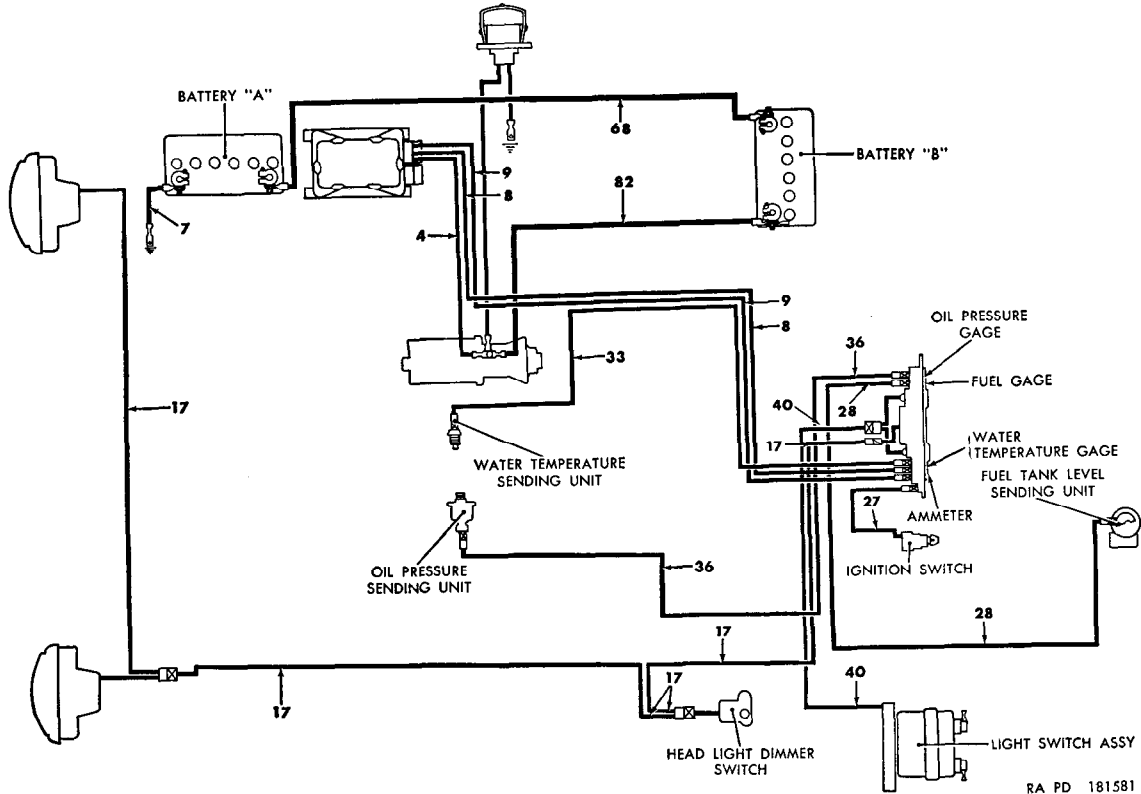 BATTERY "A"
68
BATTERY "B"
9
8
82
7
4
9
8
OIL PRESSURE
GAGE
36
33
FUEL GAGE
17
40
28
17
WATER
TEMPERATURE GAGE
WATER TEMPERATURE
SENDING UNIT
FUEL TANK LEVEL
SENDING UNIT
27
AMMETER
OIL PRESSURE
SENDING UNIT
36
IGNITION SWITCH
28
17
17
17
40
HEAD LIGHT DIMMER
SWITCH
LIGHT SWITCH ASSY
RA PD 181581